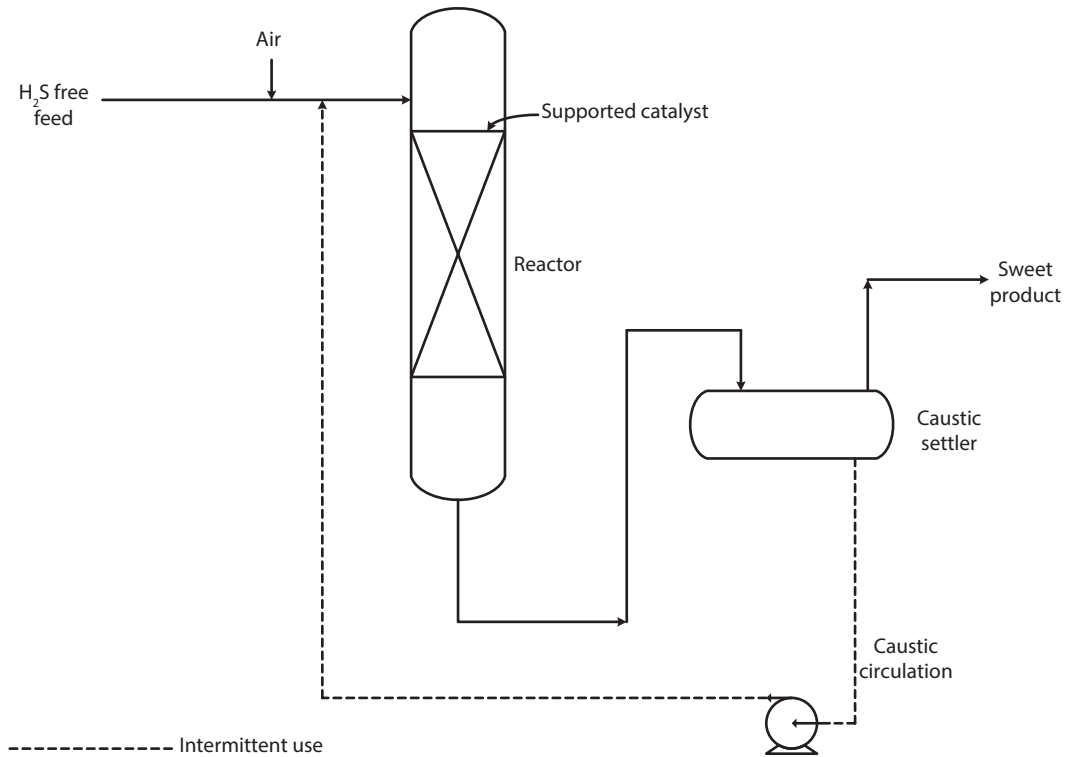 Air
H₂S free
feed
Supported catalyst
Reactor
Sweet
product
Caustic
settler
Caustic
circulation
Intermittent use